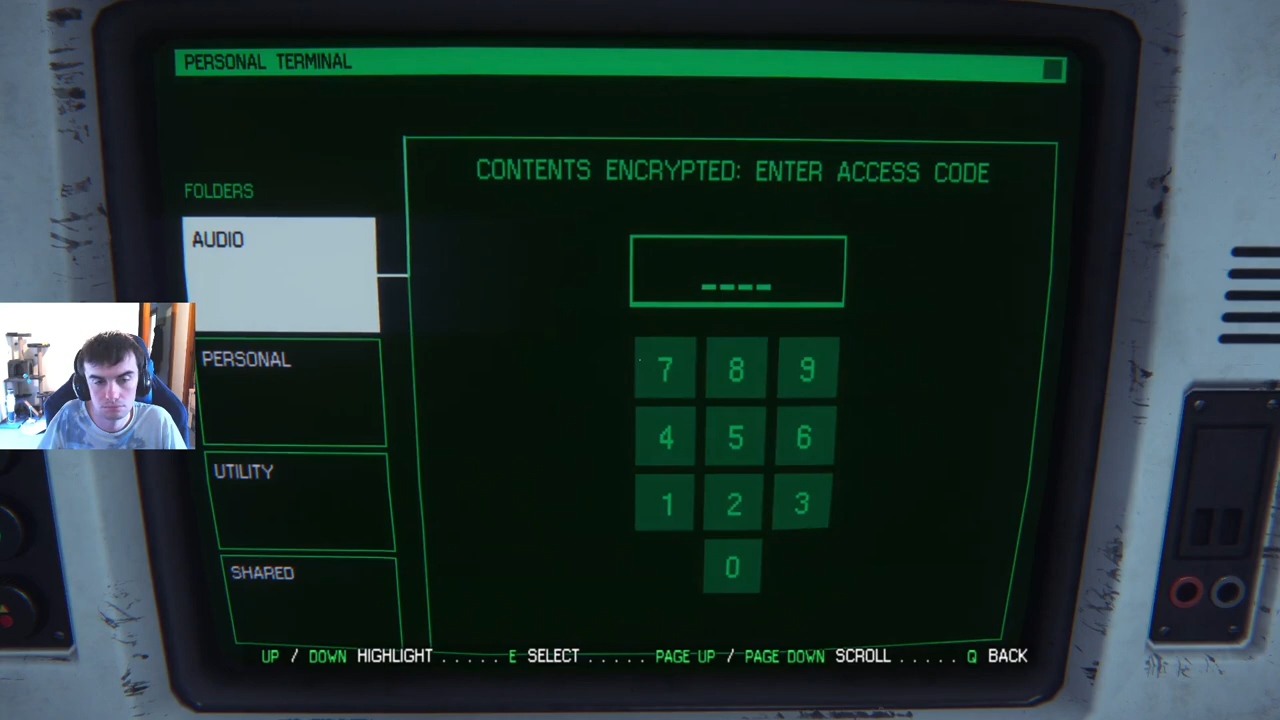 PERSONAL TERMINAL
CONTENTS ENCRYPTED: ENTER ACCESS CODE
FOLDERS
AUDIO
PERSONAL
UTILITY
SHARED
____
7 8 9
4 5 6
1 2 3
0
UP / DOWN HIGHLIGHT ..... E SELECT ..... PAGE UP / PAGE DOWN SCROLL ..... Q BACK